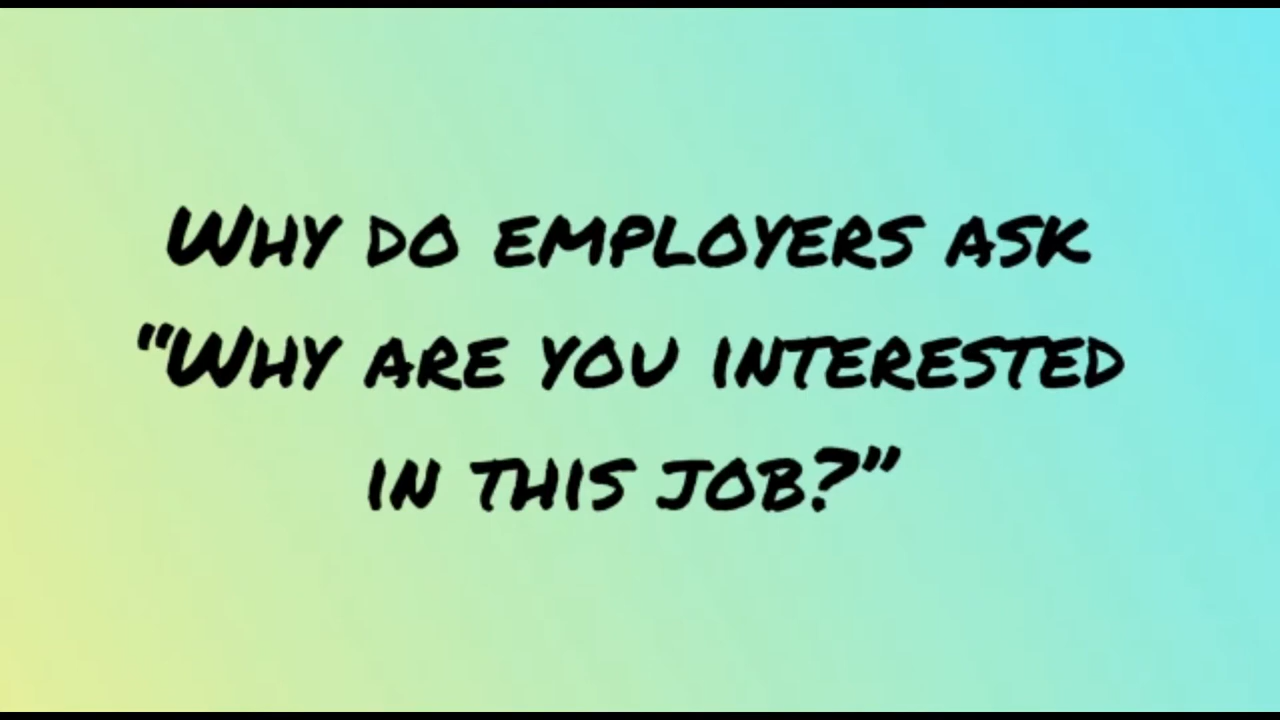 Why do employers ask
“Why are you interested
in this job?”